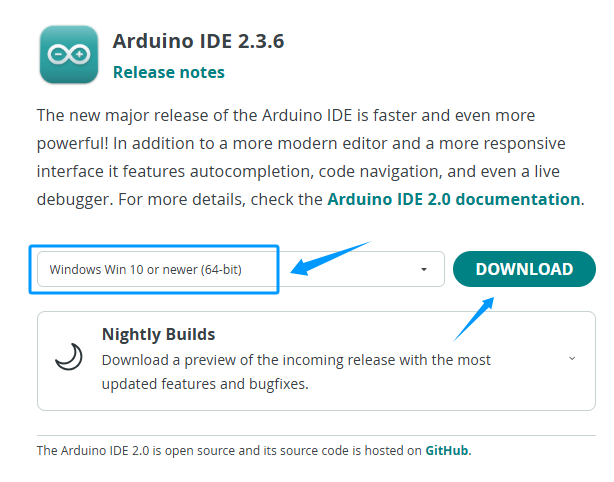 Arduino IDE 2.3.6
Release notes
The new major release of the Arduino IDE is faster and even more
powerful! In addition to a more modern editor and a more responsive
interface it features autocompletion, code navigation, and even a live
debugger. For more details, check the Arduino IDE 2.0 documentation.
Windows Win 10 or newer (64-bit)
DOWNLOAD
Nightly Builds
Download a preview of the incoming release with the most
updated features and bugfixes.
The Arduino IDE 2.0 is open source and its source code is hosted on GitHub.